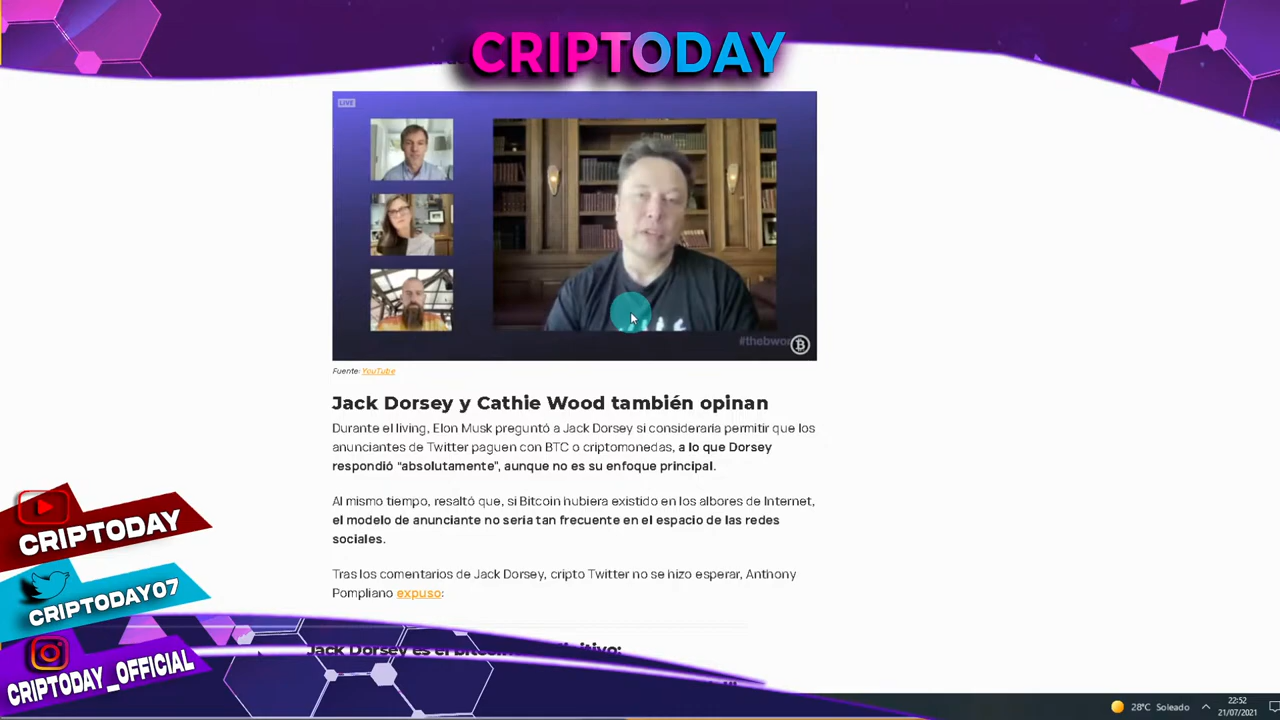 CRIPTODAY
LIVE
#thebwor
Fuente: YouTube
Jack Dorsey y Cathie Wood también opinan
Durante el living, Elon Musk preguntó a Jack Dorsey si consideraría permitir que los
anunciantes de Twitter paguen con BTC o criptomonedas, a lo que Dorsey
respondió “absolutamente”, aunque no es su enfoque principal.
Al mismo tiempo, resaltó que, si Bitcoin hubiera existido en los albores de Internet,
el modelo de anunciante no sería tan frecuente en el espacio de las redes
sociales.
Tras los comentarios de Jack Dorsey, cripto Twitter no se hizo esperar, Anthony
Pompliano expuso:
Jack Dorsey es el
CRIPTODAY
CRIPTODAY07
CRIPTODAY_OFFICIAL
28°C Soleado
22:52
21/07/2021